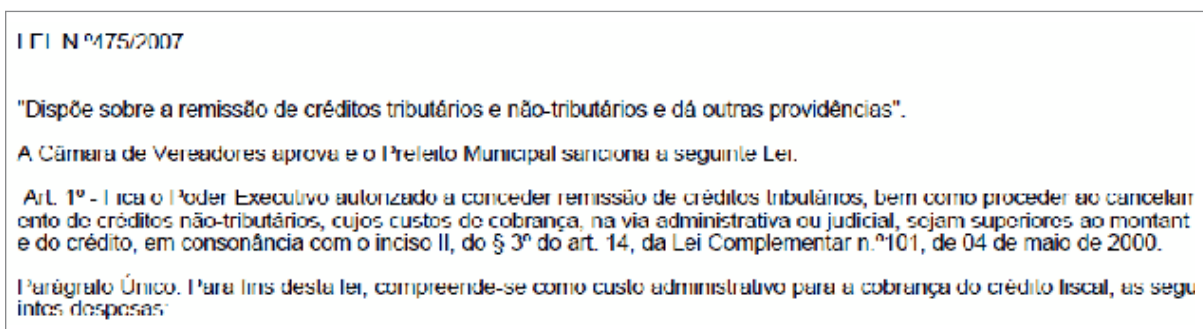 LEI N.º475/2007
"Dispõe sobre a remissão de créditos tributários e não-tributários e dá outras providências".
A Câmara de Vereadores aprova e o Prefeito Municipal sanciona a seguinte Lei.
Art. 1º - Fica o Poder Executivo autorizado a conceder remissão de créditos tributários, bem como proceder ao cancelam
ento de créditos não-tributários, cujos custos de cobrança, na via administrativa ou judicial, sejam superiores ao montant
e do crédito, em consonância com o inciso II, do § 3º do art. 14, da Lei Complementar n.º101, de 04 de maio de 2000.
Parágrafo Único. Para fins desta lei, compreende-se como custo administrativo para a cobrança do crédito fiscal, as segu
intes despesas: